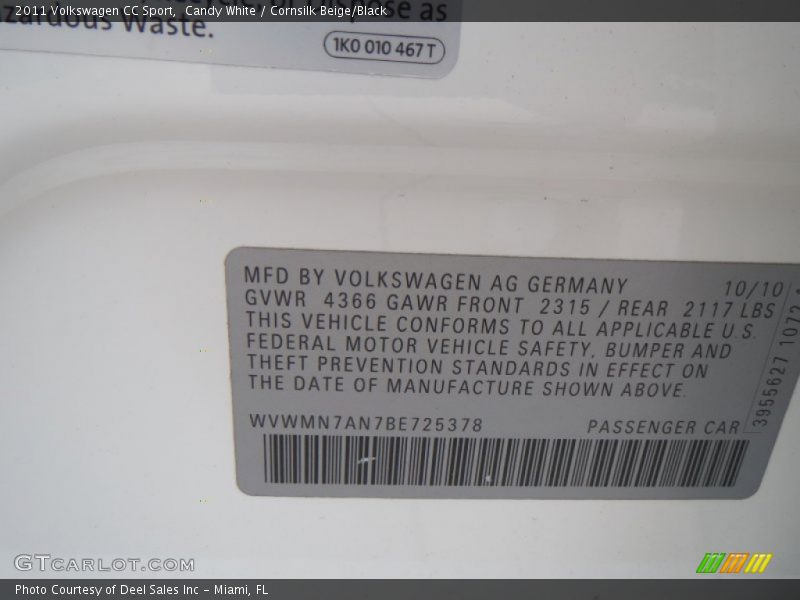 2011 Volkswagen CC Sport, Candy White / Cornsilk Beige/Black
as
Waste.
1K0 010 467 T
MFD BY VOLKSWAGEN AG GERMANY 10/10
GVWR 4366 GAWR FRONT 2315 / REAR 2117 LBS
THIS VEHICLE CONFORMS TO ALL APPLICABLE U.S.
FEDERAL MOTOR VEHICLE SAFETY, BUMPER AND
THEFT PREVENTION STANDARDS IN EFFECT ON
THE DATE OF MANUFACTURE SHOWN ABOVE.
WVWMN7AN7BE725378 PASSENGER CAR
3955627
GTCARLOT.COM
Photo Courtesy of Deel Sales Inc - Miami, FL